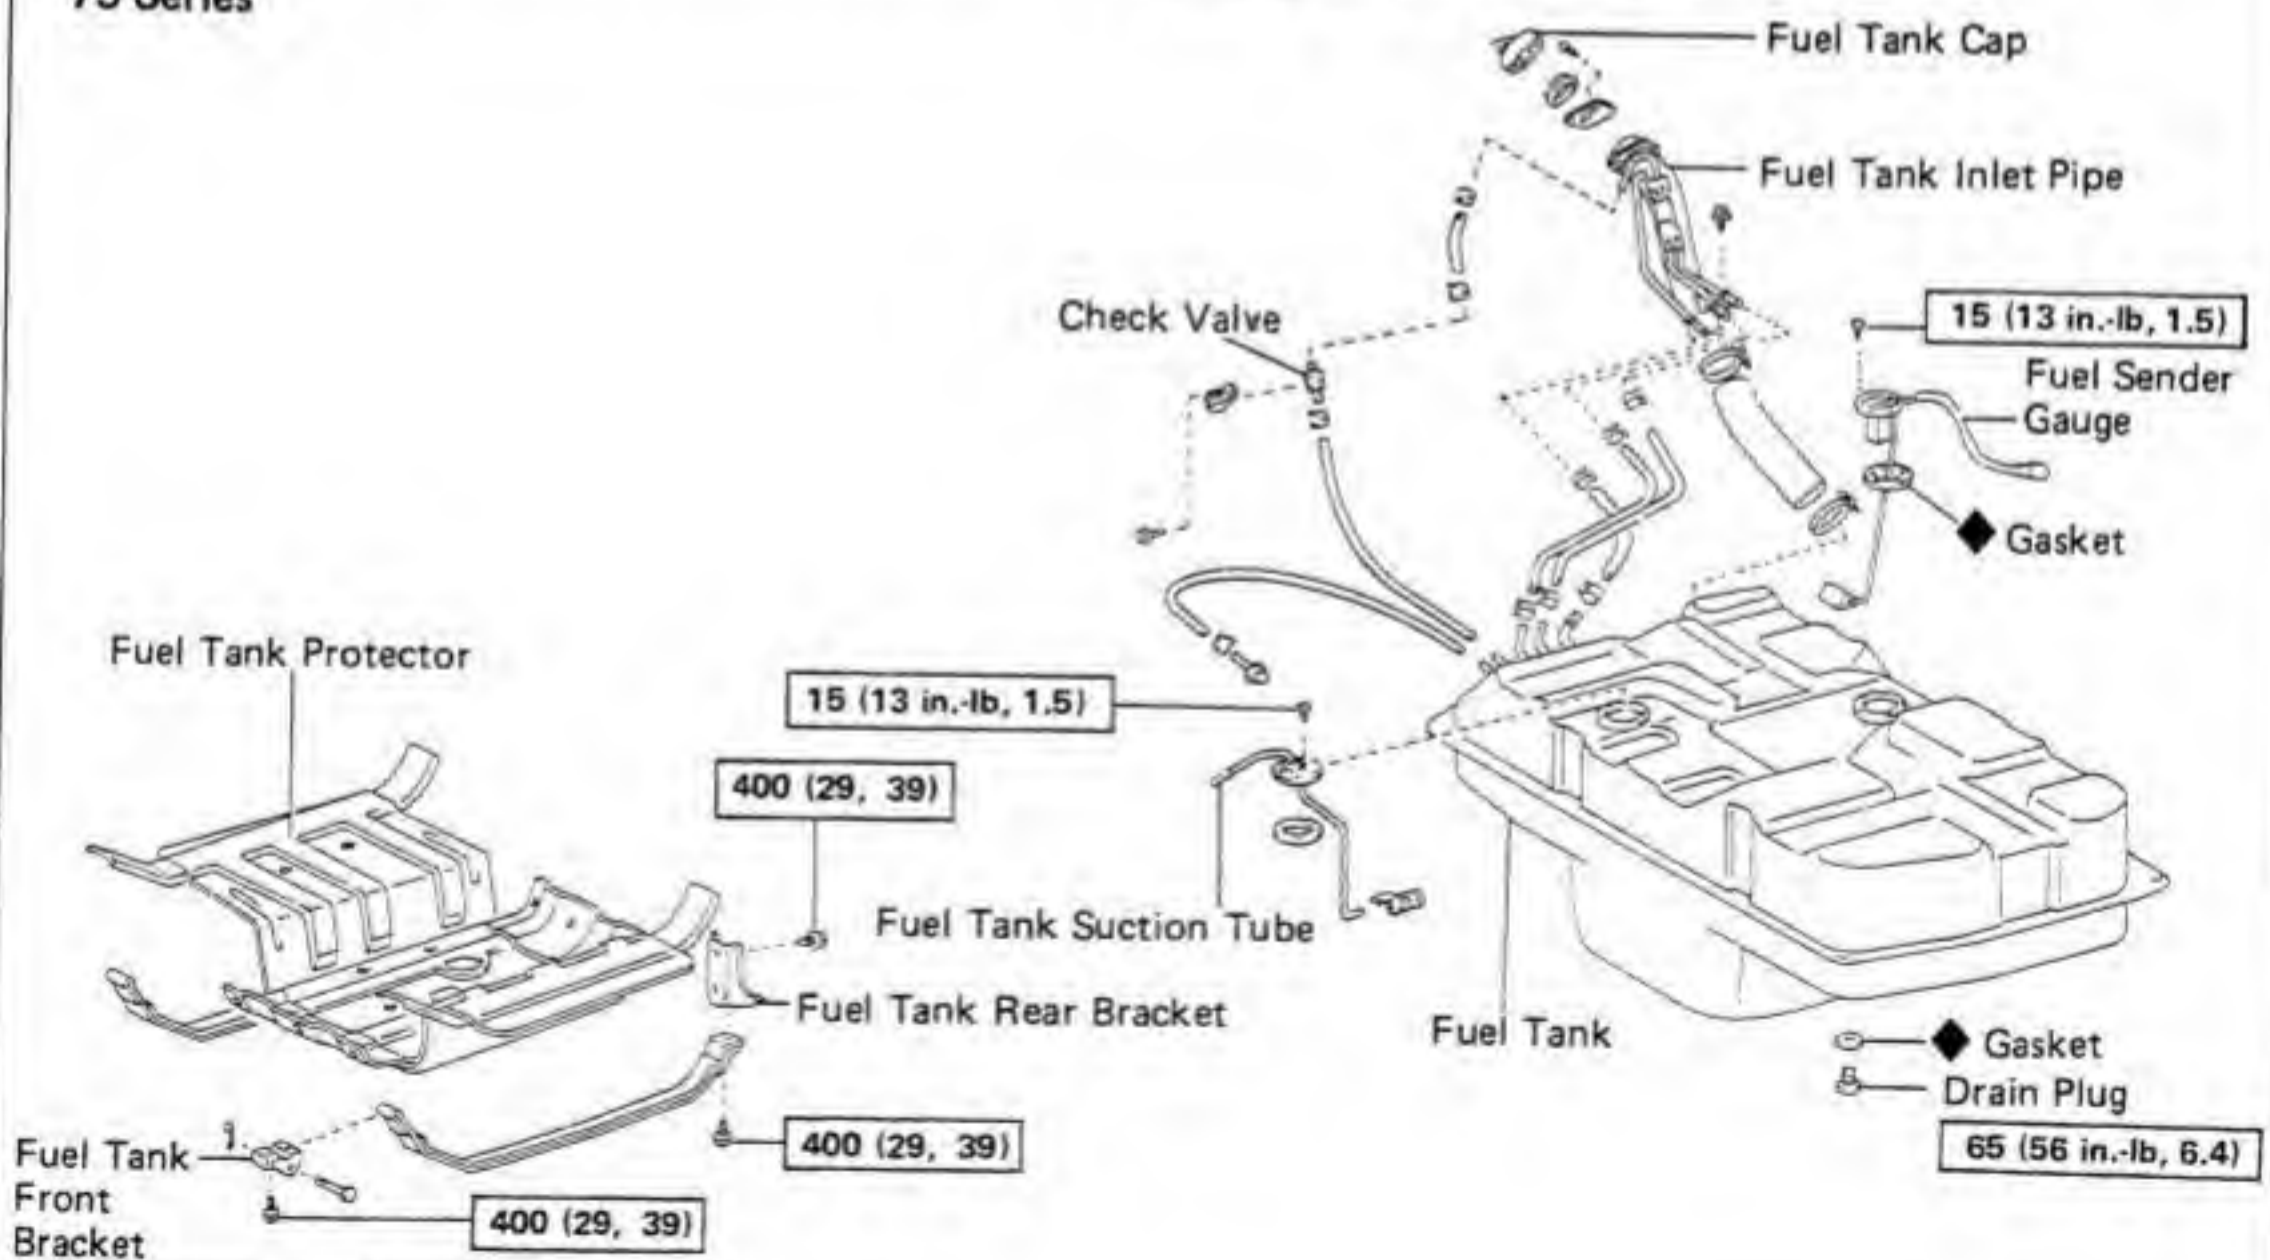 75 Series
Fuel Tank Cap
Fuel Tank Inlet Pipe
Check Valve
15 (13 in.-lb, 1.5)
Fuel Sender
Gauge
◆ Gasket
Fuel Tank Protector
15 (13 in.-lb, 1.5)
400 (29, 39)
Fuel Tank Suction Tube
Fuel Tank Rear Bracket
Fuel Tank
◆ Gasket
Drain Plug
65 (56 in.-lb, 6.4)
400 (29, 39)
Fuel Tank
Front
Bracket
400 (29, 39)